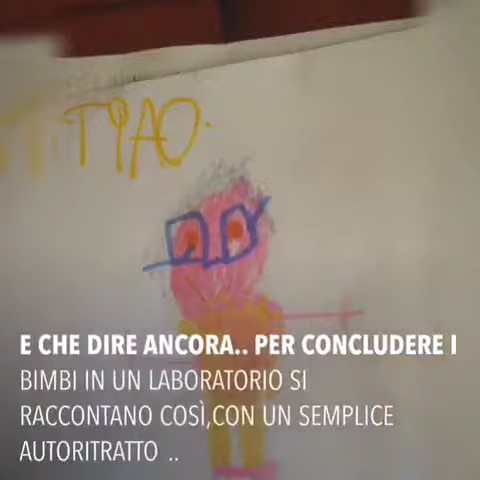 TIAO
E CHE DIRE ANCORA.. PER CONCLUDERE I
BIMBI IN UN LABORATORIO SI
RACCONTANO COSÌ,CON UN SEMPLICE
AUTORITRATTO ..